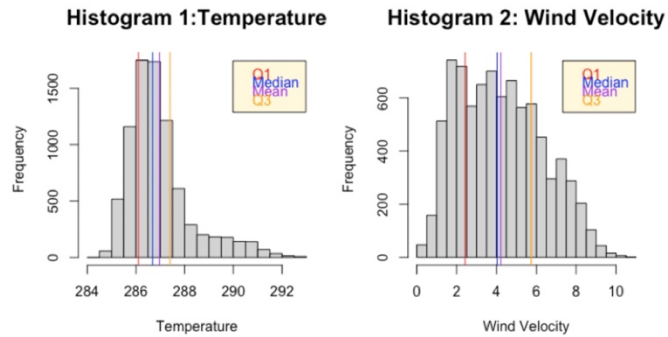 Histogram 1:Temperature
Q1
Median
Mean
Q3
Frequency
0
500
1000
1500
284
286
288
290
292
Temperature
Histogram 2: Wind Velocity
Q1
Median
Mean
Q3
Frequency
0
200
400
600
0
2
4
6
8
10
Wind Velocity